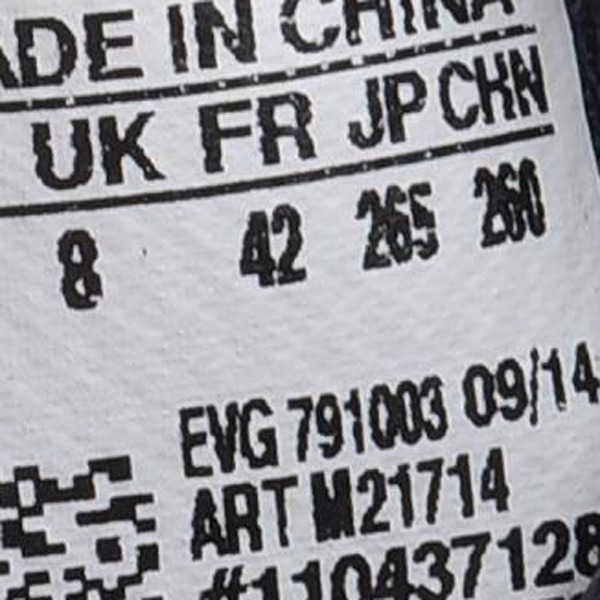 ADE IN CHINA
UK FR JP CHN
8 42 265 260
EVG 791003 09/14
ART M21714
#110437128